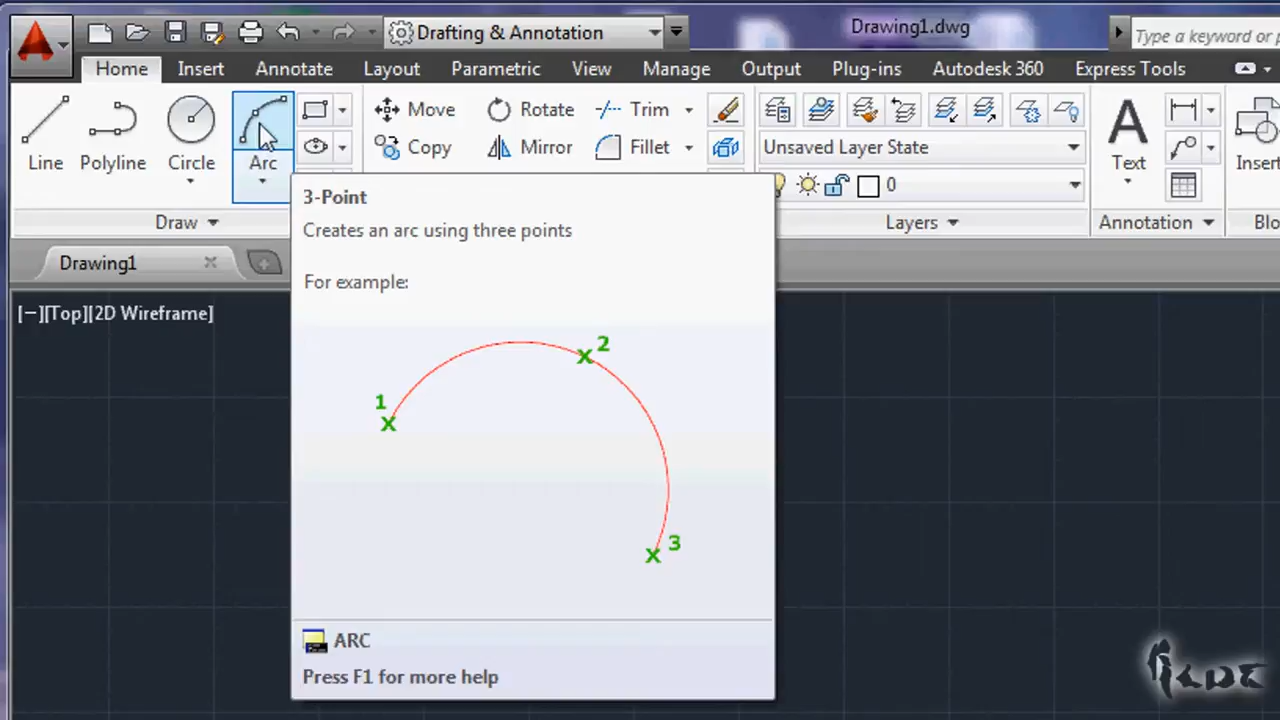 Drafting & Annotation
Drawing1.dwg
Type a keyword or phrase
Home Insert Annotate Layout Parametric View Manage Output Plug-ins Autodesk 360 Express Tools
Line Polyline Circle Arc
Move Rotate Trim
Copy Mirror Fillet
Unsaved Layer State
0
Text
Insert
Draw
Layers
Annotation
Blo
Drawing1
[−][Top][2D Wireframe]
3-Point
Creates an arc using three points
For example:
1
2
3
ARC
Press F1 for more help